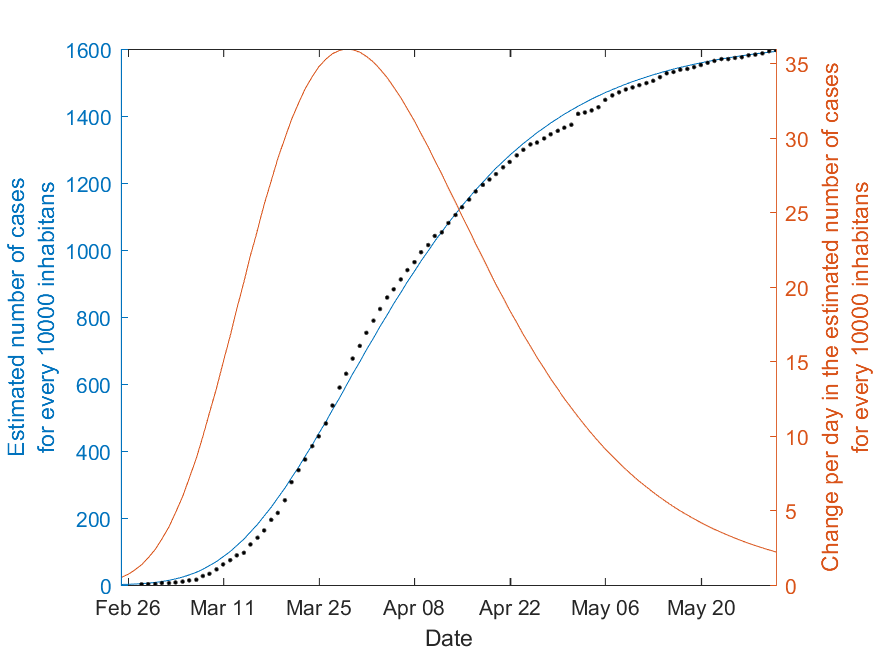 1600
1400
1200
1000
800
600
400
200
0
Estimated number of cases
for every 10000 inhabitans
35
30
25
20
15
10
5
0
Change per day in the estimated number of cases
for every 10000 inhabitans
Feb 26 Mar 11 Mar 25 Apr 08 Apr 22 May 06 May 20
Date